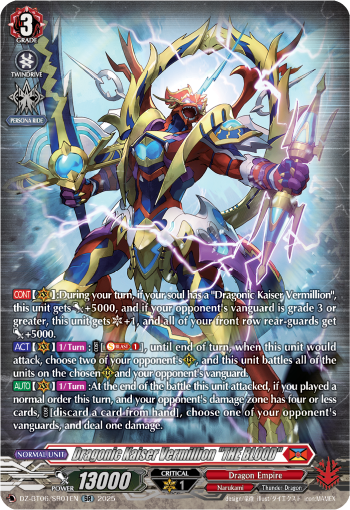 3
GRADE
TWINDRIVE
PERSONA RIDE
CONT【】:During your turn, if your soul has a "Dragonic Kaiser Vermillion",
this unit gets +5000, and if your opponent's vanguard is grade 3 or
greater, this unit gets +1, and all of your front row rear-guards get
+5000.
ACT【】1/Turn:[BLAST 1], until end of turn, when this unit would
attack, choose two of your opponent's, and this unit battles all of
the units on the chosen and your opponent's vanguard.
AUTO【】1/Turn:At the end of the battle this unit attacked, if you played a
normal order this turn, and your opponent's damage zone has four or less
cards, [discard a card from hand], choose one of your opponent's
vanguards, and deal one damage.
NORMAL UNIT
Dragonic Kaiser Vermillion "THE BLOOD"
POWER 13000
CRITICAL
1
Dragon Empire
Narukami
Thunder Dragon
2025